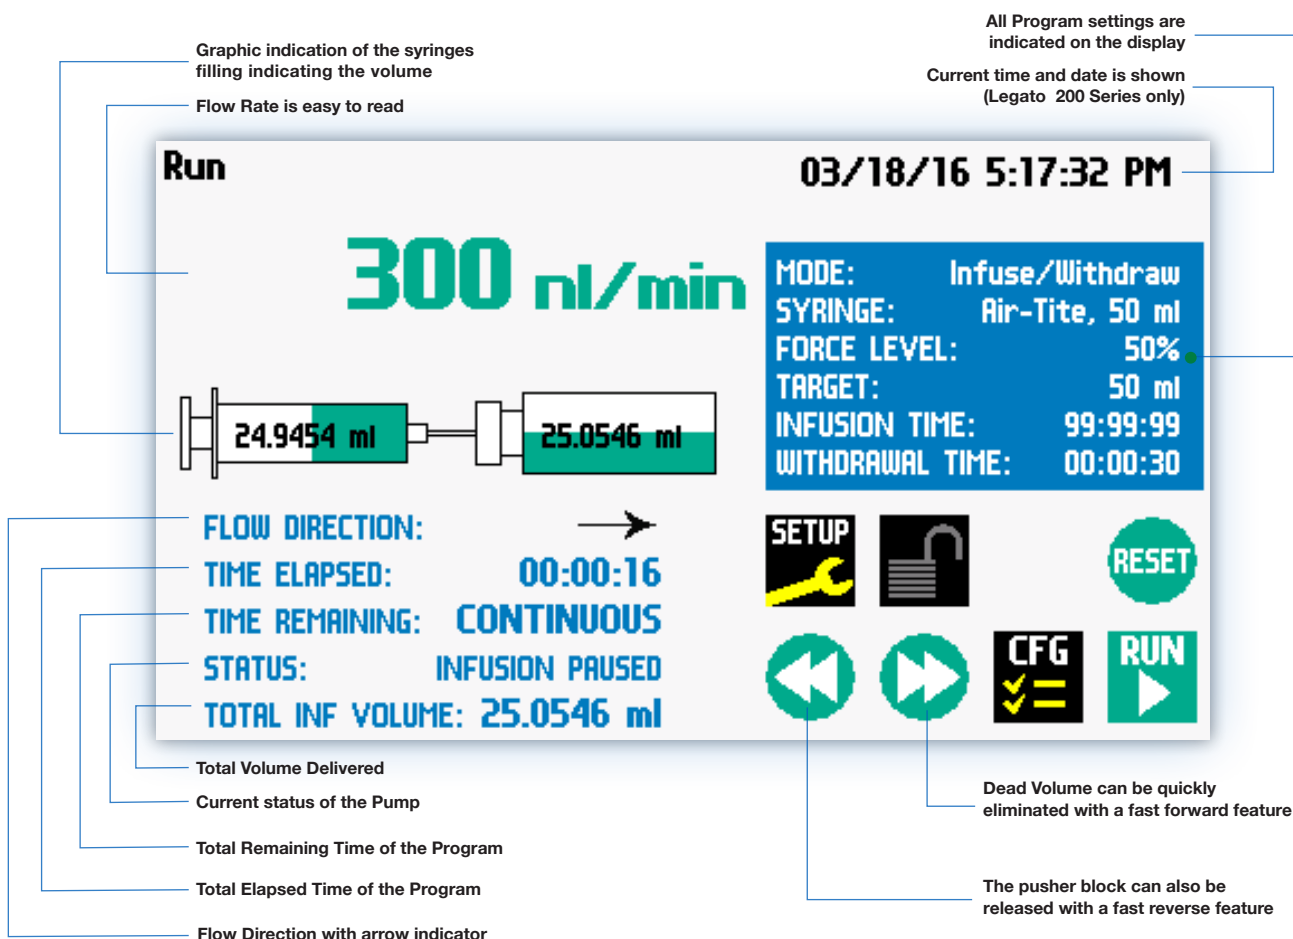 All Program settings are
indicated on the display
Graphic indication of the syringes
filling indicating the volume
Current time and date is shown
(Legato 200 Series only)
Flow Rate is easy to read
Run
03/18/16 5:17:32 PM
300 nl/min
MODE: Infuse/Withdraw
SYRINGE: Air-Tite, 50 ml
FORCE LEVEL: 50%
TARGET: 50 ml
INFUSION TIME: 99:99:99
WITHDRAWAL TIME: 00:00:30
24.9454 ml
25.0546 ml
FLOW DIRECTION:
TIME ELAPSED: 00:00:16
TIME REMAINING: CONTINUOUS
STATUS: INFUSION PAUSED
TOTAL INF VOLUME: 25.0546 ml
SETUP
RESET
CFG
RUN
Total Volume Delivered
Current status of the Pump
Total Remaining Time of the Program
Total Elapsed Time of the Program
Flow Direction with arrow indicator
Dead Volume can be quickly
eliminated with a fast forward feature
The pusher block can also be
released with a fast reverse feature